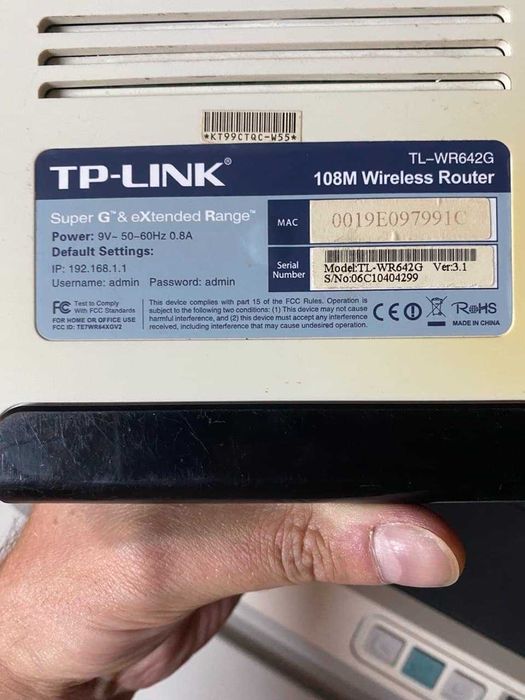 *KT99CTQC-W55*
TP-LINK®
TL-WR642G
108M Wireless Router
Super G™ & eXtended Range™
Power: 9V~ 50-60Hz 0.8A
Default Settings:
IP: 192.168.1.1
Username: admin Password: admin
MAC
0019E097991C
Serial
Number
Model:TL-WR642G Ver:3.1
S/No:06C10404299
FC Test to Comply
With FCC Standards
FOR HOME OR OFFICE USE
FCC ID: TE7WR64XGV2
This device complies with part 15 of the FCC Rules. Operation is
subject to the following two conditions: (1) This device may not cause
harmful interference, and (2) this device must accept any interference
received, including interference that may cause undesired operation.
CE
RoHS
MADE IN CHINA